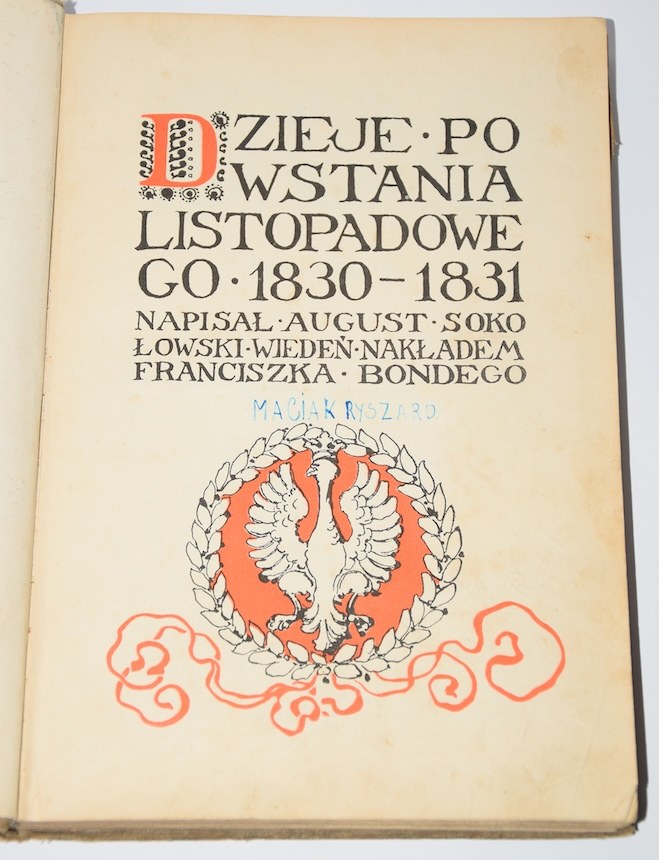 DZIEJE · PO
WSTANIA
LISTOPADOWE
GO · 1830 – 1831
NAPISAŁ · AUGUST · SOKO
ŁOWSKI · WIEDEŃ · NAKŁADEM
FRANCISZKA · BONDEGO
MACIAK RYSZARD